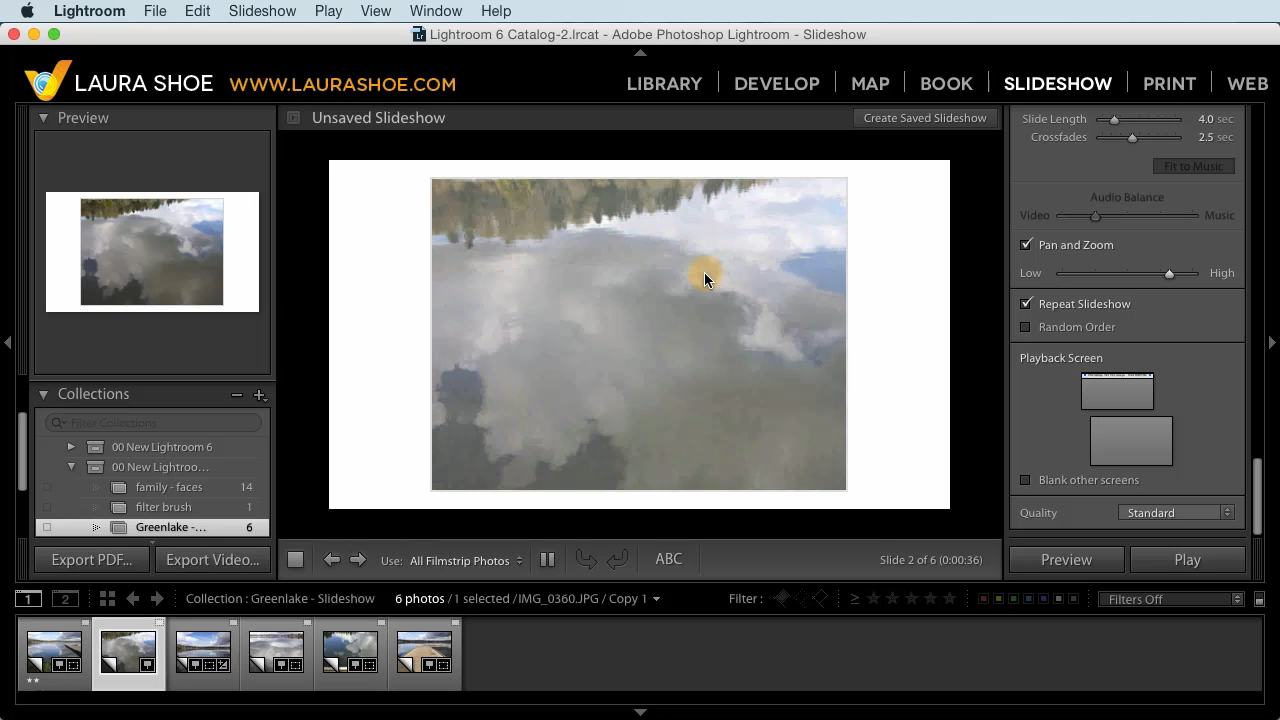 Lightroom File Edit Slideshow Play View Window Help
Lightroom 6 Catalog-2.lrcat - Adobe Photoshop Lightroom - Slideshow
LAURA SHOE WWW.LAURASHOE.COM LIBRARY DEVELOP MAP BOOK SLIDESHOW PRINT WEB
Preview
Unsaved Slideshow
Create Saved Slideshow
Slide Length 4.0 sec
Crossfades 2.5 sec
Fit to Music
Audio Balance
Video Music
Pan and Zoom
Low High
Repeat Slideshow
Random Order
Playback Screen
Blank other screens
Quality Standard
Collections
Filter Collections
00 New Lightroom 6
00 New Lightroo...
family - faces 14
filter brush 1
Greenlake -... 6
Export PDF... Export Video...
Use: All Filmstrip Photos ABC Slide 2 of 6 (0:00:36)
Preview Play
1 2 Collection : Greenlake - Slideshow 6 photos / 1 selected / IMG_0360.JPG / Copy 1 Filter : Filters Off